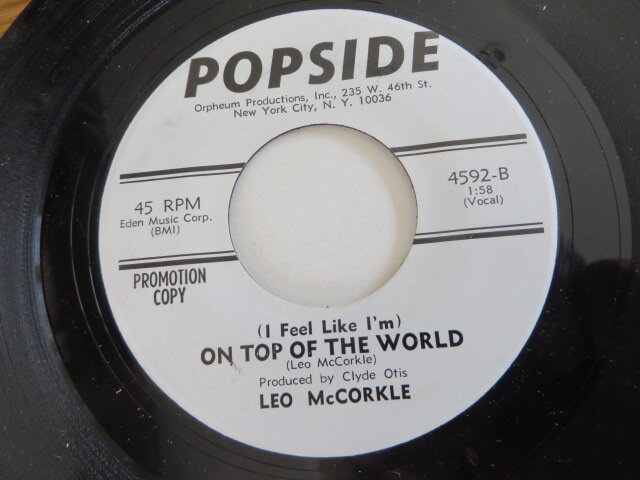 POPSIDE
Orpheum Productions, Inc., 235 W. 46th St.
New York City, N. Y. 10036
45 RPM
Eden Music Corp.
(BMI)
4592-B
1:58
(Vocal)
PROMOTION
COPY
(I Feel Like I'm)
ON TOP OF THE WORLD
(Leo McCorkle)
Produced by Clyde Otis
LEO McCORKLE